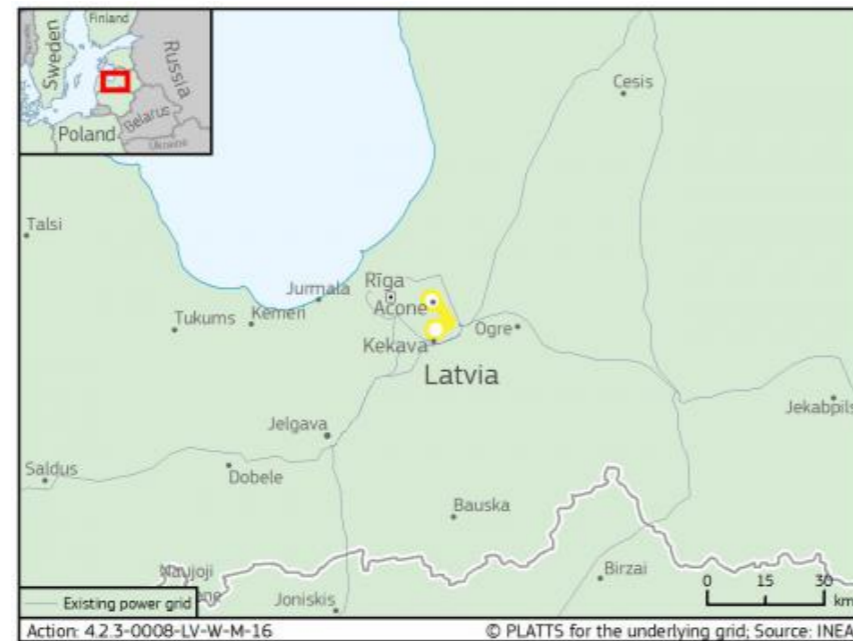 Finland
Sweden
Russia
Belarus
Poland
Ukraine
Cesis
Talsi
Rīga
Jurmala
Acone
Tukums
Kemeri
Ogre
Kekava
Latvia
Jekabpils
Jelgava
Saldus
Dobele
Bauska
Naujoji
Birzai
0 15 30
km
Existing power grid
Joniskis
Action: 4.2.3-0008-LV-W-M-16
© PLATTS for the underlying grid; Source: INEA